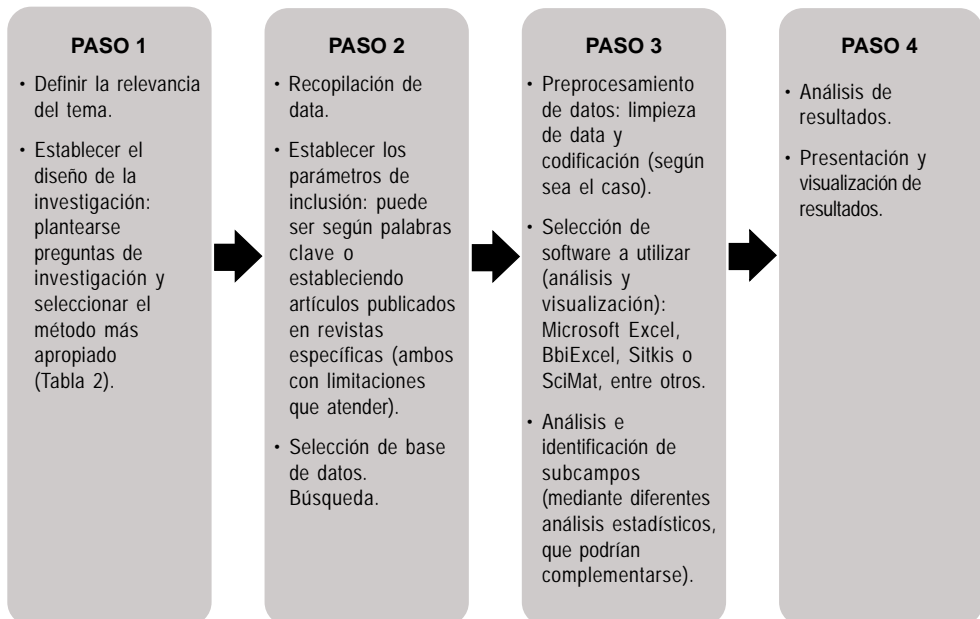 PASO 1
• Definir la relevancia
del tema.
• Establecer el
diseño de la
investigación:
plantearse
preguntas de
investigación y
seleccionar el
método más
apropiado
(Tabla 2).
PASO 2
• Recopilación de
data.
• Establecer los
parámetros de
inclusión: puede
ser según palabras
clave o
estableciendo
artículos publicados
en revistas
específicas (ambos
con limitaciones
que atender).
• Selección de base
de datos.
Búsqueda.
PASO 3
• Preprocesamiento
de datos: limpieza
de data y
codificación (según
sea el caso).
• Selección de
software a utilizar
(análisis y
visualización):
Microsoft Excel,
BbiExcel, Sitkis o
SciMat, entre otros.
• Análisis e
identificación de
subcampos
(mediante diferentes
análisis estadísticos,
que podrían
complementarse).
PASO 4
• Análisis de
resultados.
• Presentación y
visualización de
resultados.